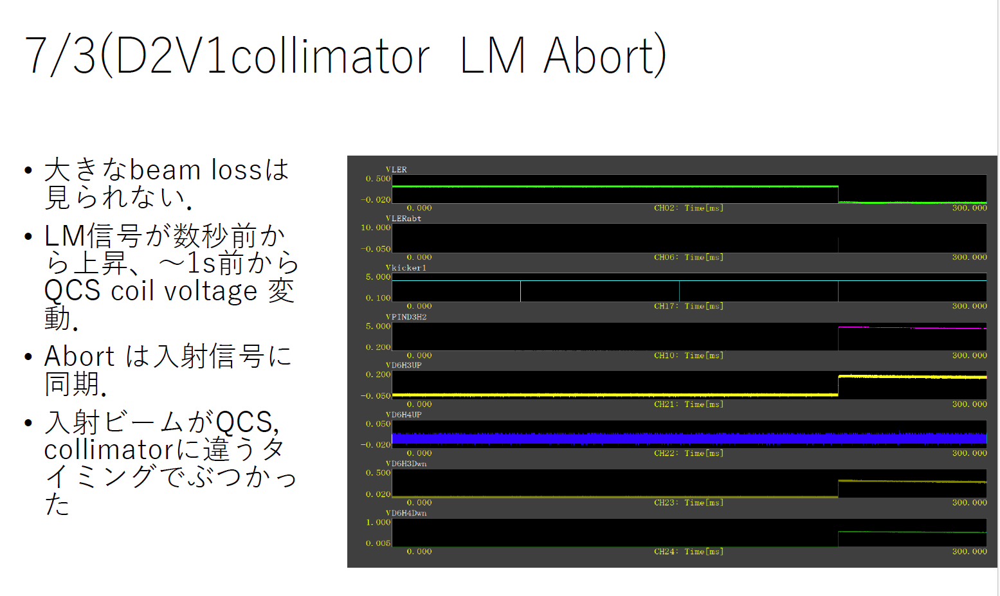 7/3(D2V1collimator LM Abort)
• 大きなbeam lossは
見られない.
• LM信号が数秒前か
ら上昇、～1s前から
QCS coil voltage 変
動.
• Abort は入射信号に
同期.
• 入射ビームがQCS,
collimatorに違うタ
イミングでぶつかっ
た
VLER
0.500
-0.020
0.000 CH02: Time[ms] 300.000
VLERabt
10.000
-0.050
0.000 CH06: Time[ms] 300.000
Vkicker1
5.000
0.100
0.000 CH17: Time[ms] 300.000
VPIND3H2
5.000
0.200
0.000 CH10: Time[ms] 300.000
VD6H3UP
0.200
-0.050
0.000 CH21: Time[ms] 300.000
VD6H4UP
0.050
-0.020
0.000 CH22: Time[ms] 300.000
VD6H3Dwn
0.500
0.020
0.000 CH23: Time[ms] 300.000
VD6H4Dwn
1.000
0.005
0.000 CH24: Time[ms] 300.000